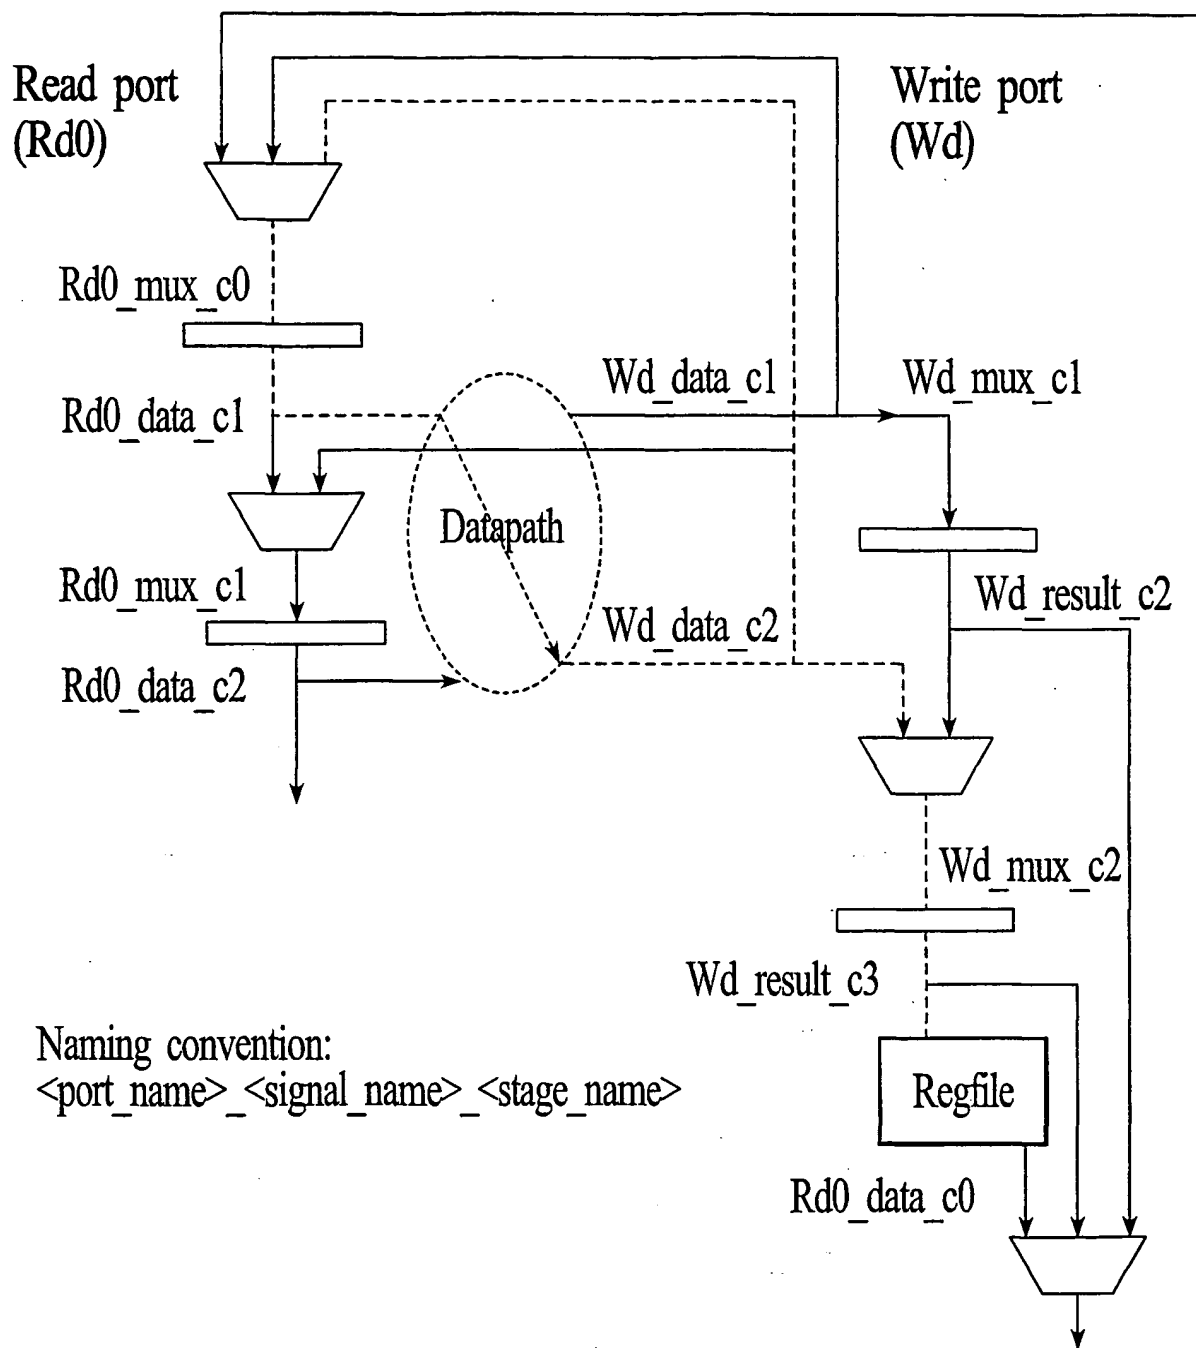 Read port
(Rd0)
Write port
(Wd)
Rd0_mux_c0
Wd_data_c1
Wd_mux_c1
Rd0_data_c1
Datapath
Rd0_mux_c1
Wd_result_c2
Wd_data_c2
Rd0_data_c2
Wd_mux_c2
Wd_result_c3
Naming convention:
<port_name>_<signal_name>_<stage_name>
Regfile
Rd0_data_c0